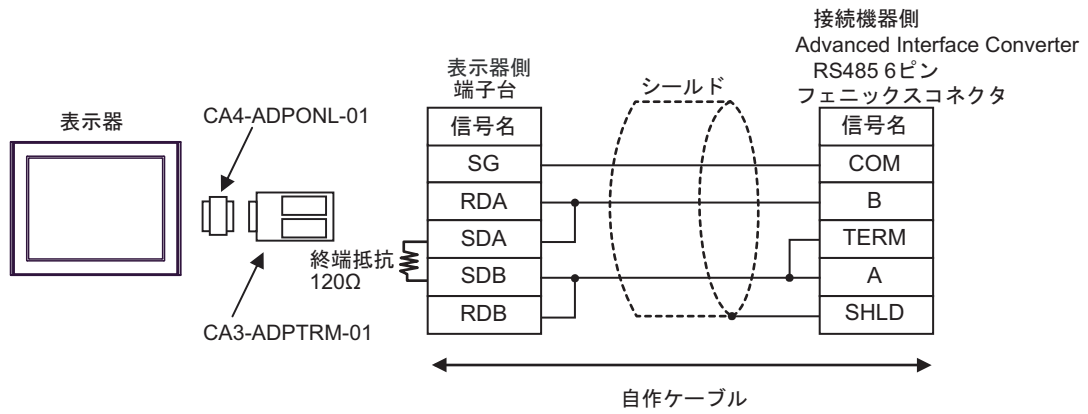 接続機器側
Advanced Interface Converter
RS485 6ピン
フェニックスコネクタ
表示器側
端子台
シールド
表示器
CA4-ADPONL-01
信号名
信号名
SG
COM
RDA
B
SDA
TERM
SDB
A
RDB
SHLD
終端抵抗
120Ω
CA3-ADPTRM-01
自作ケーブル